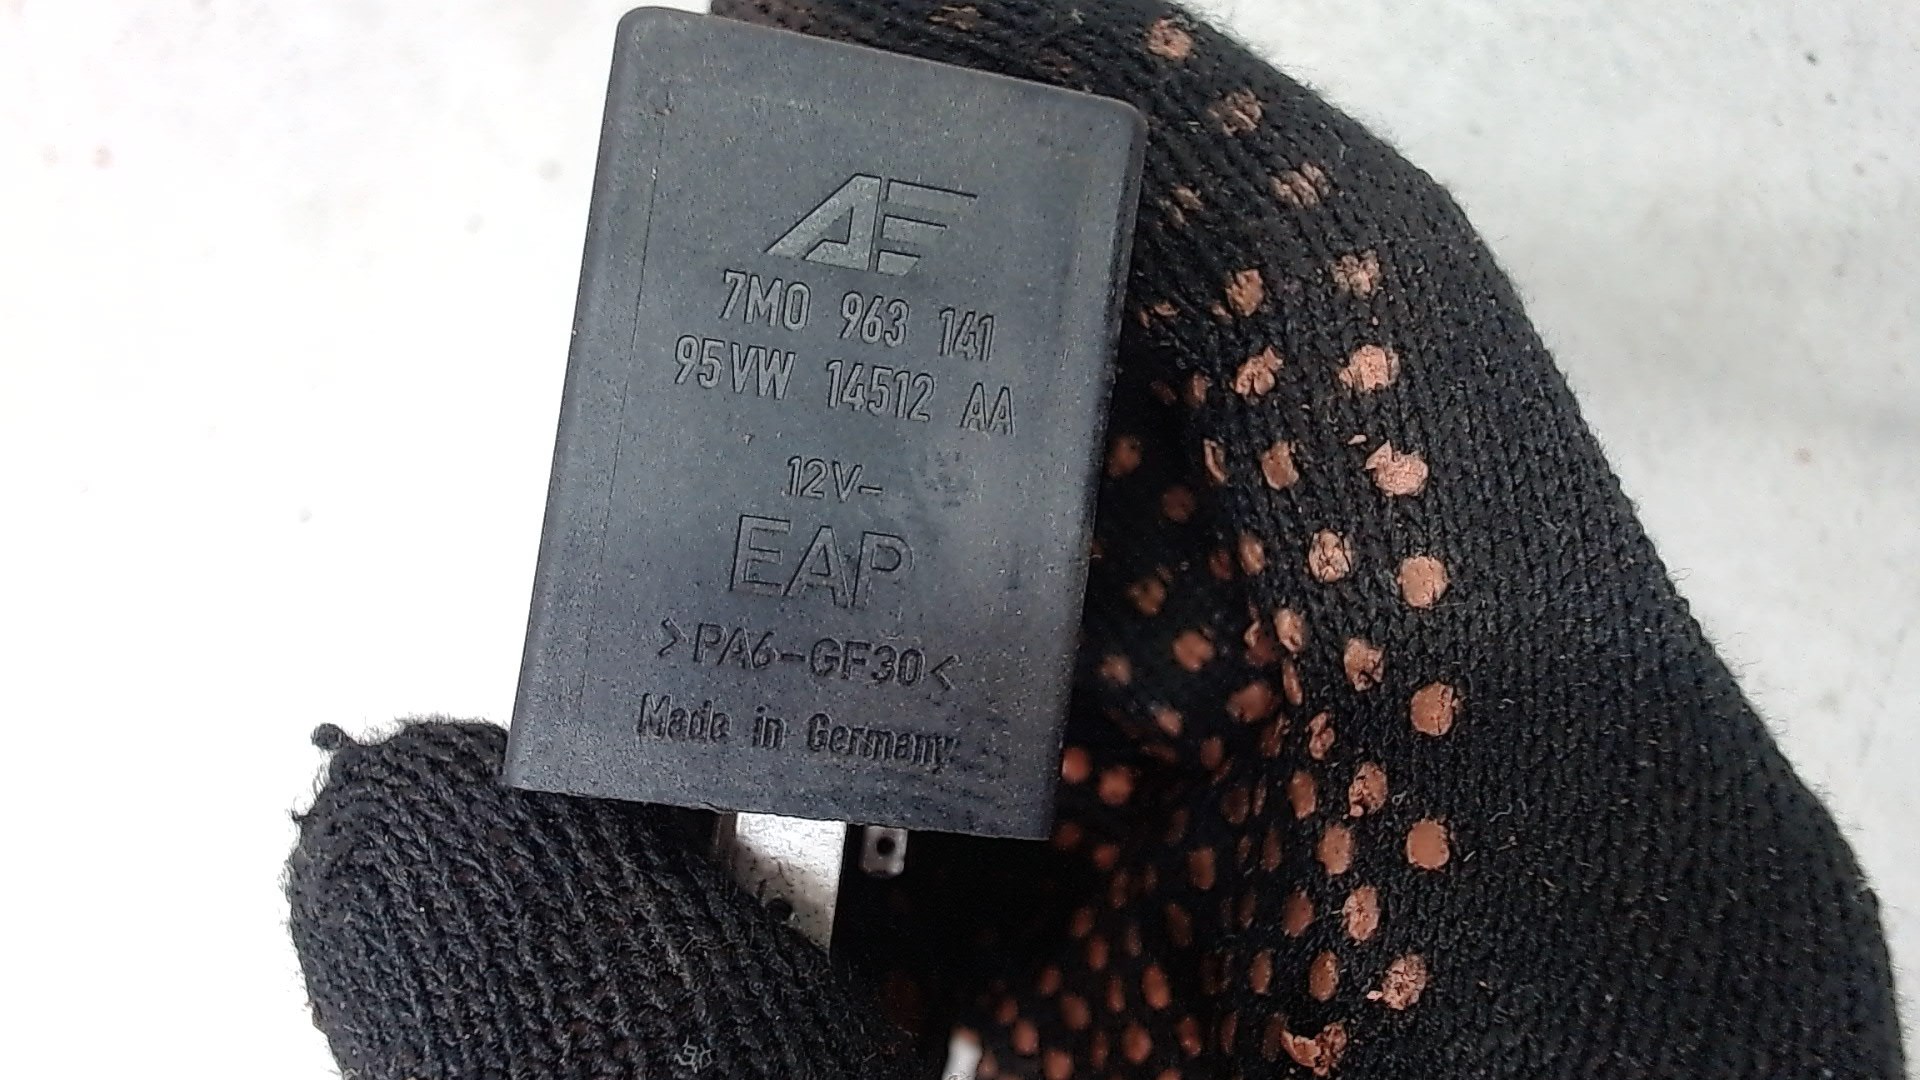 AE
7M0 963 141
95VW 14512 AA
12V-
EAP
>PA6-GF30<
Made in Germany